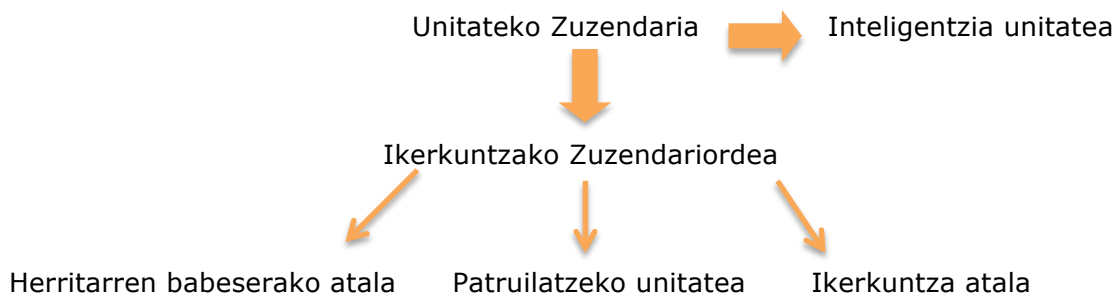 Unitateko Zuzendaria
Inteligentzia unitatea
Ikerkuntzako Zuzendariordea
Herritarren babeserako atala
Patruilatzeko unitatea
Ikerkuntza atala